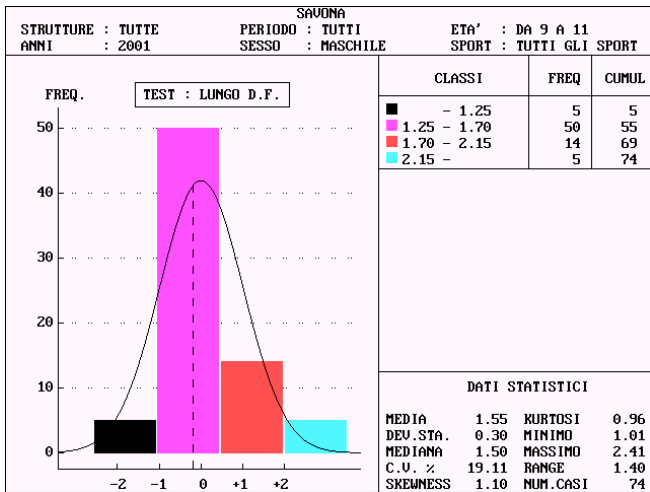 SAVONA
STRUTTURE : TUTTE PERIODO : TUTTI ETA' : DA 9 A 11
ANNI : 2001 SESSO : MASCHILE SPORT : TUTTI GLI SPORT
CLASSI FREQ CUMUL
- 1.25 5 5
1.25 - 1.70 50 55
1.70 - 2.15 14 69
2.15 - 5 74
FREQ. TEST : LUNGO D.F.
50
40
30
20
10
0
-2 -1 0 +1 +2
DATI STATISTICI
MEDIA 1.55 KURTOSI 0.96
DEV.STA. 0.30 MINIMO 1.01
MEDIANA 1.50 MASSIMO 2.41
C.V. % 19.11 RANGE 1.40
SKEWNESS 1.10 NUM.CASI 74